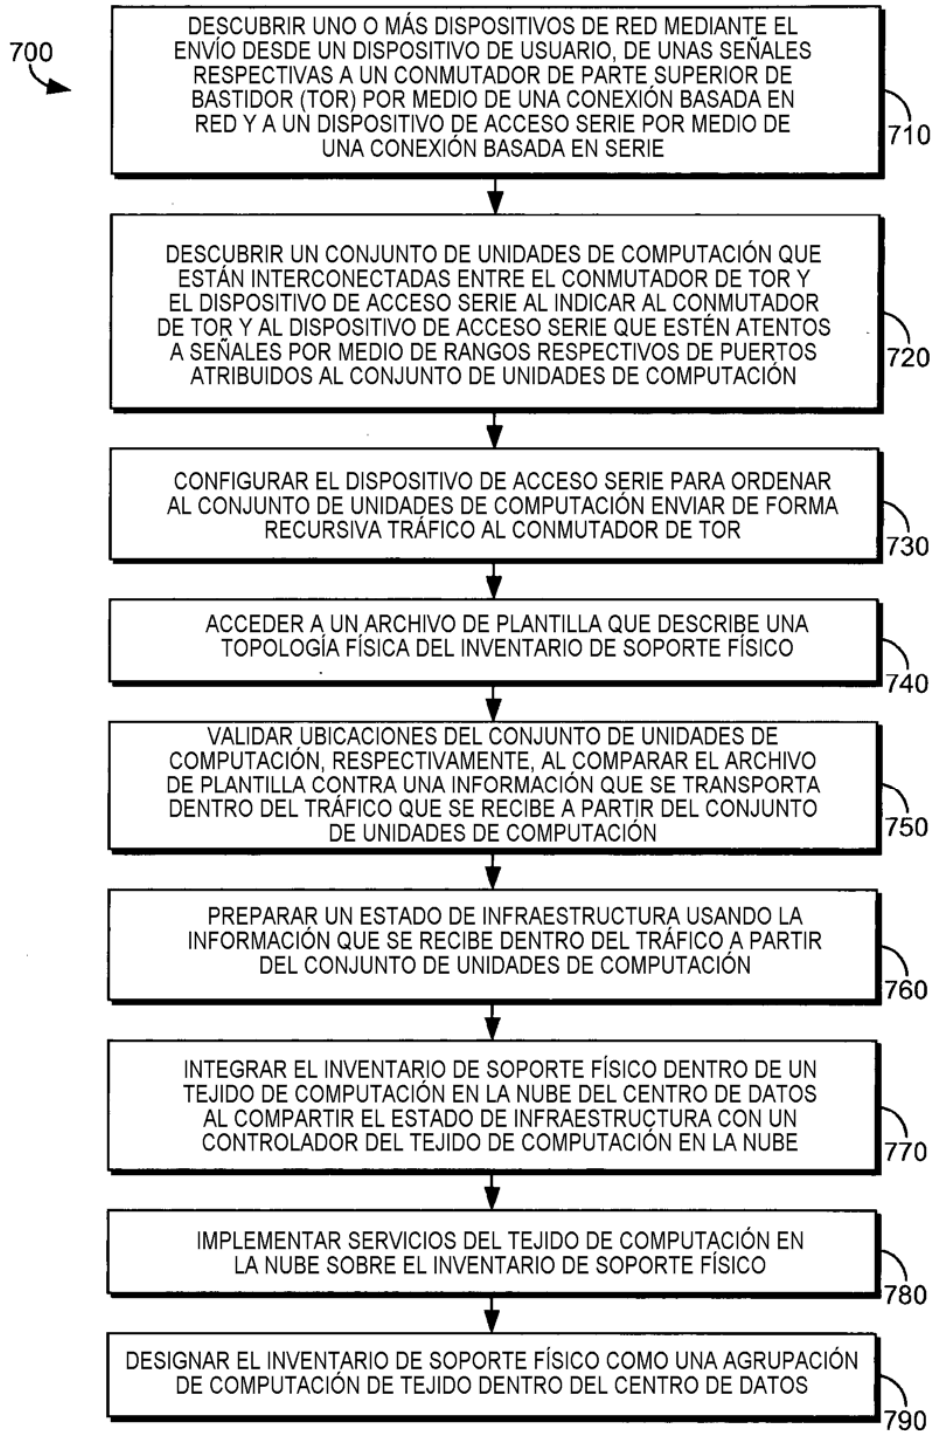 700
DESCUBRIR UNO O MÁS DISPOSITIVOS DE RED MEDIANTE EL
ENVÍO DESDE UN DISPOSITIVO DE USUARIO, DE UNAS SEÑALES
RESPECTIVAS A UN CONMUTADOR DE PARTE SUPERIOR DE
BASTIDOR (TOR) POR MEDIO DE UNA CONEXIÓN BASADA EN
RED Y A UN DISPOSITIVO DE ACCESO SERIE POR MEDIO DE
UNA CONEXIÓN BASADA EN SERIE
710
DESCUBRIR UN CONJUNTO DE UNIDADES DE COMPUTACIÓN QUE
ESTÁN INTERCONECTADAS ENTRE EL CONMUTADOR DE TOR Y
EL DISPOSITIVO DE ACCESO SERIE AL INDICAR AL CONMUTADOR
DE TOR Y AL DISPOSITIVO DE ACCESO SERIE QUE ESTÉN ATENTOS
A SEÑALES POR MEDIO DE RANGOS RESPECTIVOS DE PUERTOS
ATRIBUIDOS AL CONJUNTO DE UNIDADES DE COMPUTACIÓN
720
CONFIGURAR EL DISPOSITIVO DE ACCESO SERIE PARA ORDENAR
AL CONJUNTO DE UNIDADES DE COMPUTACIÓN ENVIAR DE FORMA
RECURSIVA TRÁFICO AL CONMUTADOR DE TOR
730
ACCEDER A UN ARCHIVO DE PLANTILLA QUE DESCRIBE UNA
TOPOLOGÍA FÍSICA DEL INVENTARIO DE SOPORTE FÍSICO
740
VALIDAR UBICACIONES DEL CONJUNTO DE UNIDADES DE
COMPUTACIÓN, RESPECTIVAMENTE, AL COMPARAR EL ARCHIVO
DE PLANTILLA CONTRA UNA INFORMACIÓN QUE SE TRANSPORTA
DENTRO DEL TRÁFICO QUE SE RECIBE A PARTIR DEL CONJUNTO
DE UNIDADES DE COMPUTACIÓN
750
PREPARAR UN ESTADO DE INFRAESTRUCTURA USANDO LA
INFORMACIÓN QUE SE RECIBE DENTRO DEL TRÁFICO A PARTIR
DEL CONJUNTO DE UNIDADES DE COMPUTACIÓN
760
INTEGRAR EL INVENTARIO DE SOPORTE FÍSICO DENTRO DE UN
TEJIDO DE COMPUTACIÓN EN LA NUBE DEL CENTRO DE DATOS
AL COMPARTIR EL ESTADO DE INFRAESTRUCTURA CON UN
CONTROLADOR DEL TEJIDO DE COMPUTACIÓN EN LA NUBE
770
IMPLEMENTAR SERVICIOS DEL TEJIDO DE COMPUTACIÓN EN
LA NUBE SOBRE EL INVENTARIO DE SOPORTE FÍSICO
780
DESIGNAR EL INVENTARIO DE SOPORTE FÍSICO COMO UNA AGRUPACIÓN
DE COMPUTACIÓN DE TEJIDO DENTRO DEL CENTRO DE DATOS
790